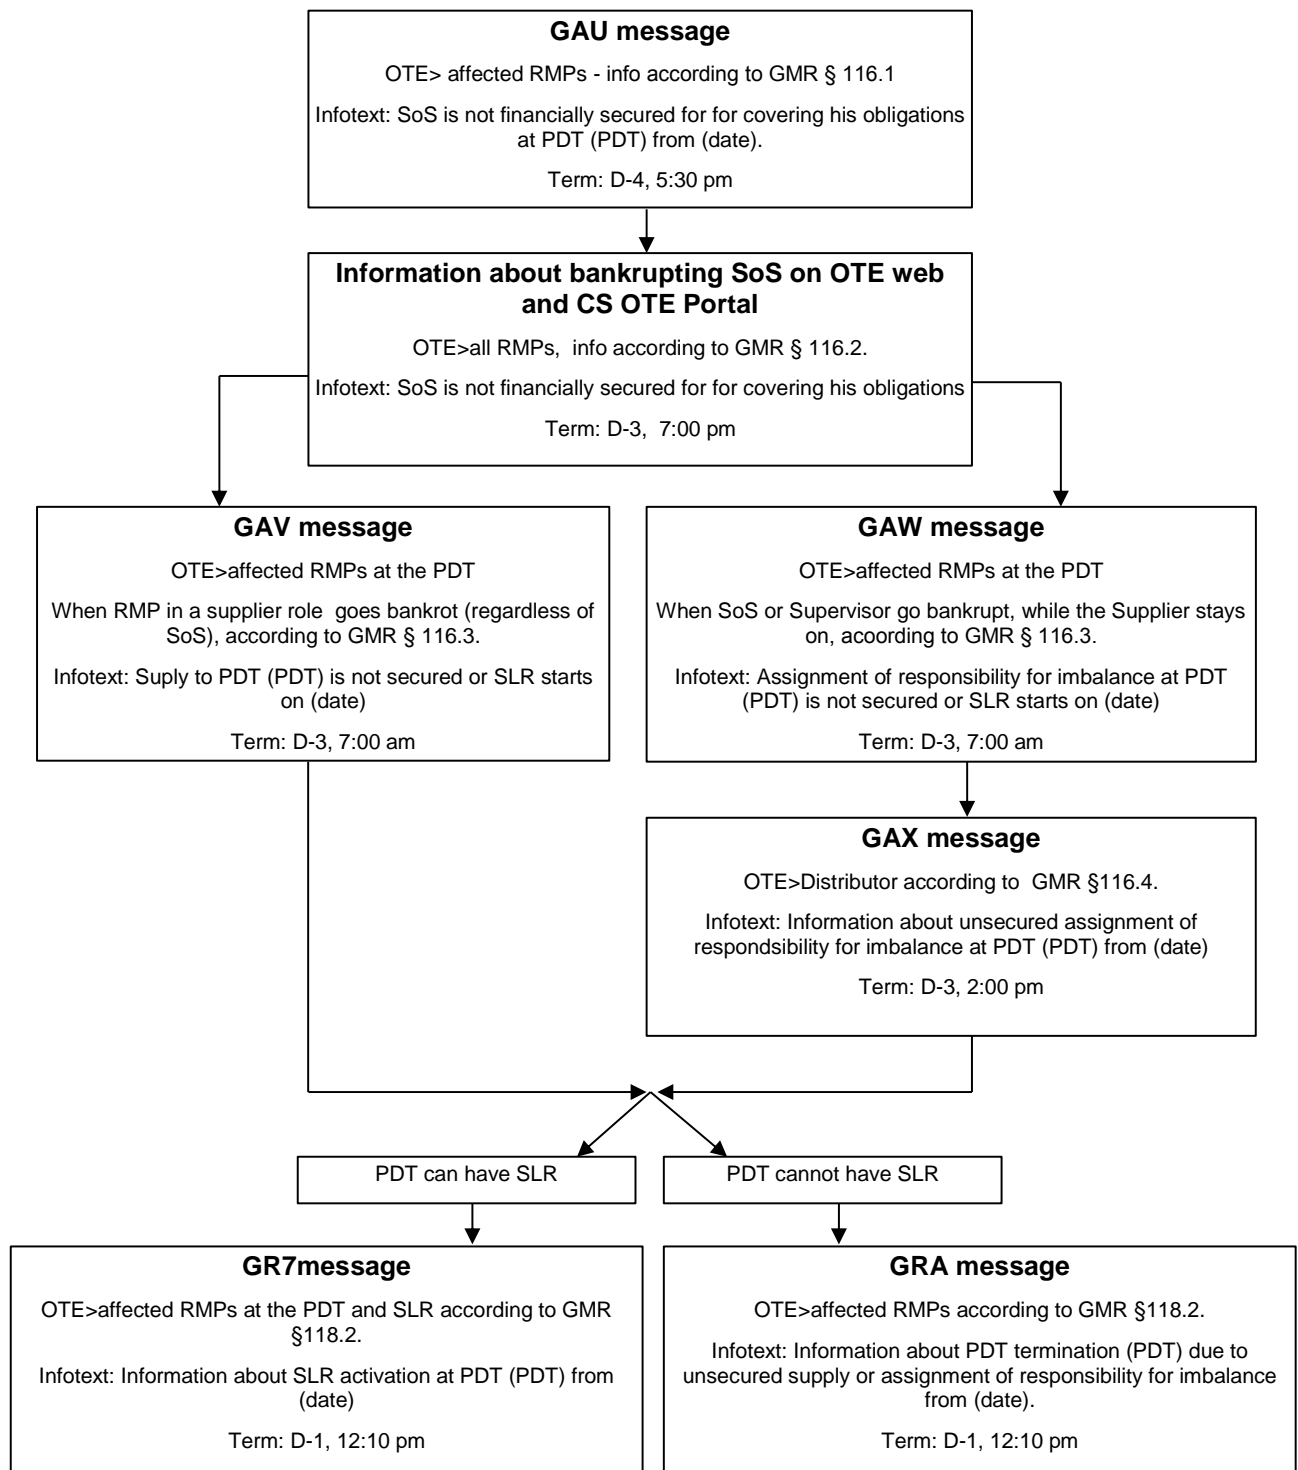 GAU message
OTE> affected RMPs - info according to GMR § 116.1
Infotext: SoS is not financially secured for for covering his obligations
at PDT (PDT) from (date).
Term: D-4, 5:30 pm
Information about bankrupting SoS on OTE web
and CS OTE Portal
OTE>all RMPs, info according to GMR § 116.2.
Infotext: SoS is not financially secured for for covering his obligations
Term: D-3, 7:00 pm
GAV message
OTE>affected RMPs at the PDT
When RMP in a supplier role goes bankrot (regardless of
SoS), according to GMR § 116.3.
Infotext: Suply to PDT (PDT) is not secured or SLR starts
on (date)
Term: D-3, 7:00 am
GAW message
OTE>affected RMPs at the PDT
When SoS or Supervisor go bankrupt, while the Supplier stays
on, acoording to GMR § 116.3.
Infotext: Assignment of responsibility for imbalance at PDT
(PDT) is not secured or SLR starts on (date)
Term: D-3, 7:00 am
GAX message
OTE>Distributor according to GMR §116.4.
Infotext: Information about unsecured assignment of
respondsibility for imbalance at PDT (PDT) from (date)
Term: D-3, 2:00 pm
PDT can have SLR
PDT cannot have SLR
GR7message
OTE>affected RMPs at the PDT and SLR according to GMR
§118.2.
Infotext: Information about SLR activation at PDT (PDT) from
(date)
Term: D-1, 12:10 pm
GRA message
OTE>affected RMPs according to GMR §118.2.
Infotext: Information about PDT termination (PDT) due to
unsecured supply or assignment of responsibility for imbalance
from (date).
Term: D-1, 12:10 pm